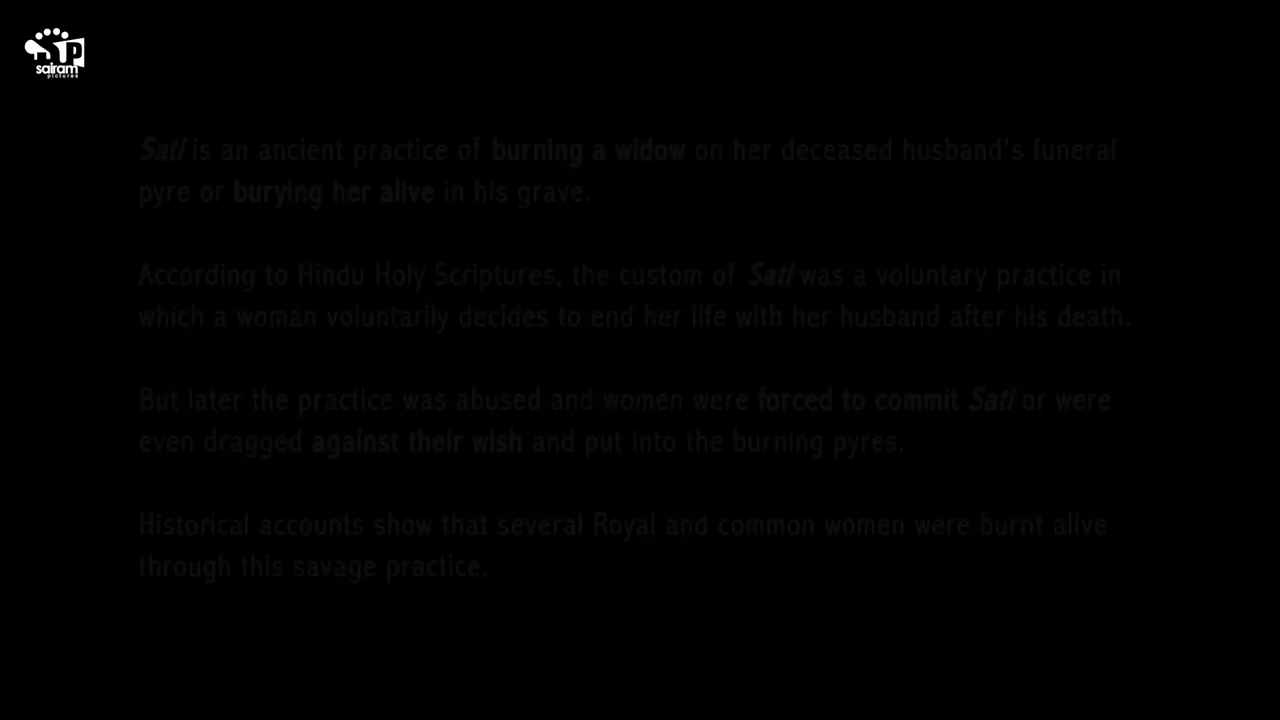 SP
sairam
pictures
Sati is an ancient practice of burning a widow on her deceased husband's funeral
pyre or burying her alive in his grave.
According to Hindu Holy Scriptures, the custom of Sati was a voluntary practice in
which a woman voluntarily decides to end her life with her husband after his death.
But later the practice was abused and women were forced to commit Sati or were
even dragged against their wish and put into the burning pyres.
Historical accounts show that several Royal and common women were burnt alive
through this savage practice.